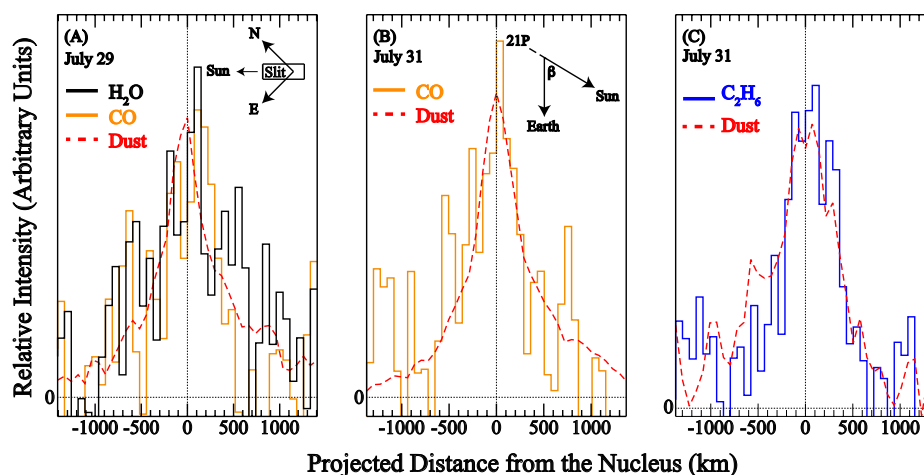 Relative Intensity (Arbitrary Units)
(A)
July 29
N
Sun
Slit
E
H₂O
CO
Dust
0
-1000 -500 0 500 1000
(B)
July 31
21P
β
Sun
Earth
CO
Dust
0
-1000 -500 0 500 1000
(C)
July 31
C₂H₆
Dust
0
-1000 -500 0 500 1000
Projected Distance from the Nucleus (km)